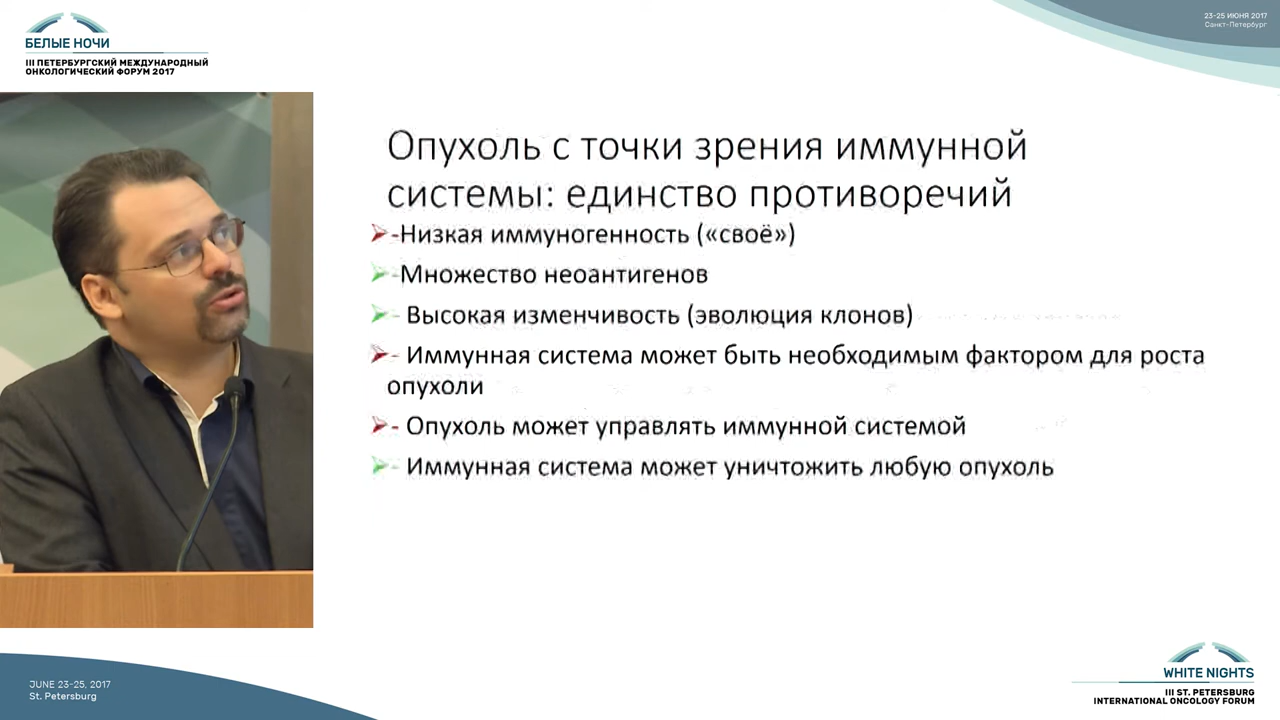 БЕЛЫЕ НОЧИ
III ПЕТЕРБУРГСКИЙ МЕЖДУНАРОДНЫЙ
ОНКОЛОГИЧЕСКИЙ ФОРУМ 2017
23-25 ИЮНЯ 2017
Санкт-Петербург
Опухоль с точки зрения иммунной
системы: единство противоречий
-Низкая иммуногенность («своё»)
-Множество неоантигенов
- Высокая изменчивость (эволюция клонов)
- Иммунная система может быть необходимым фактором для роста
опухоли
- Опухоль может управлять иммунной системой
- Иммунная система может уничтожить любую опухоль
JUNE 23-25, 2017
St. Petersburg
WHITE NIGHTS
III ST. PETERSBURG
INTERNATIONAL ONCOLOGY FORUM